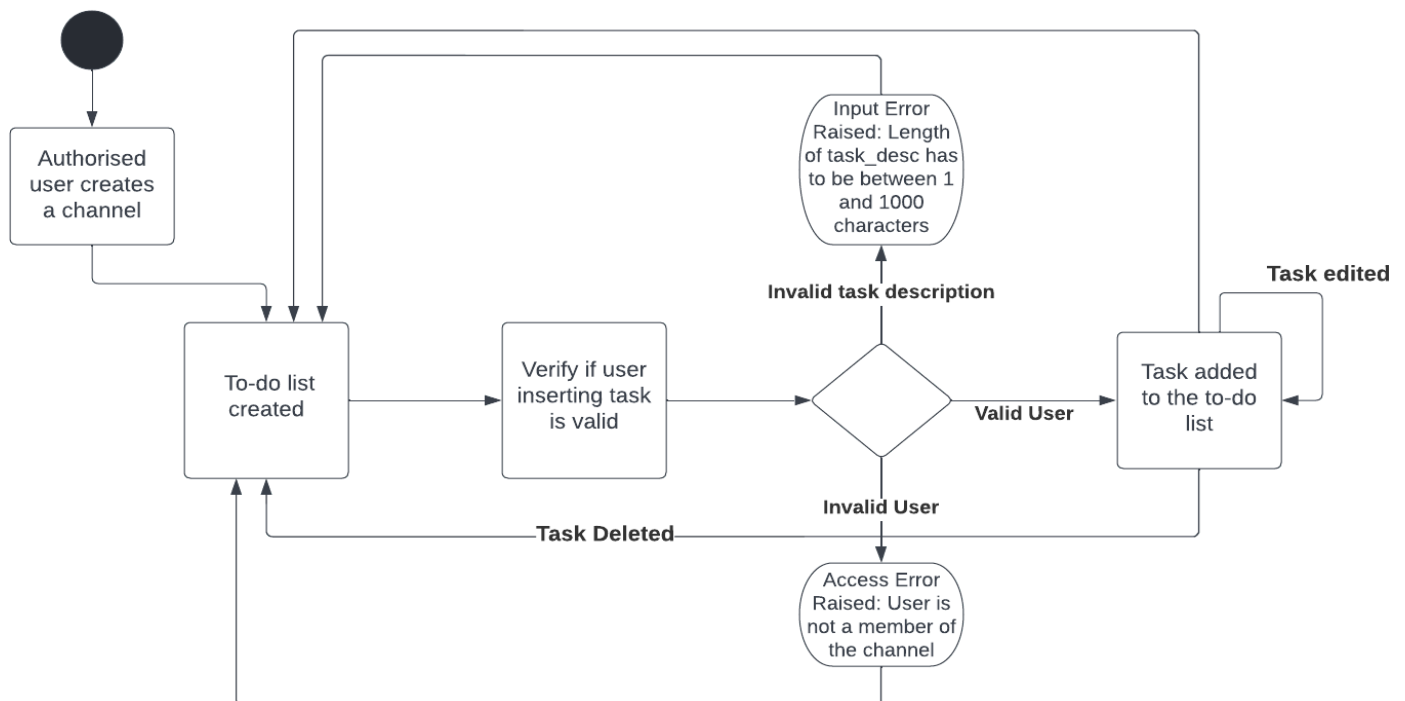 Authorised
user creates
a channel
Input Error
Raised: Length
of task_desc has
to be between 1
and 1000
characters
Invalid task description
Task edited
To-do list
created
Verify if user
inserting task
is valid
Valid User
Task added
to the to-do
list
Invalid User
Task Deleted
Access Error
Raised: User is
not a member of
the channel